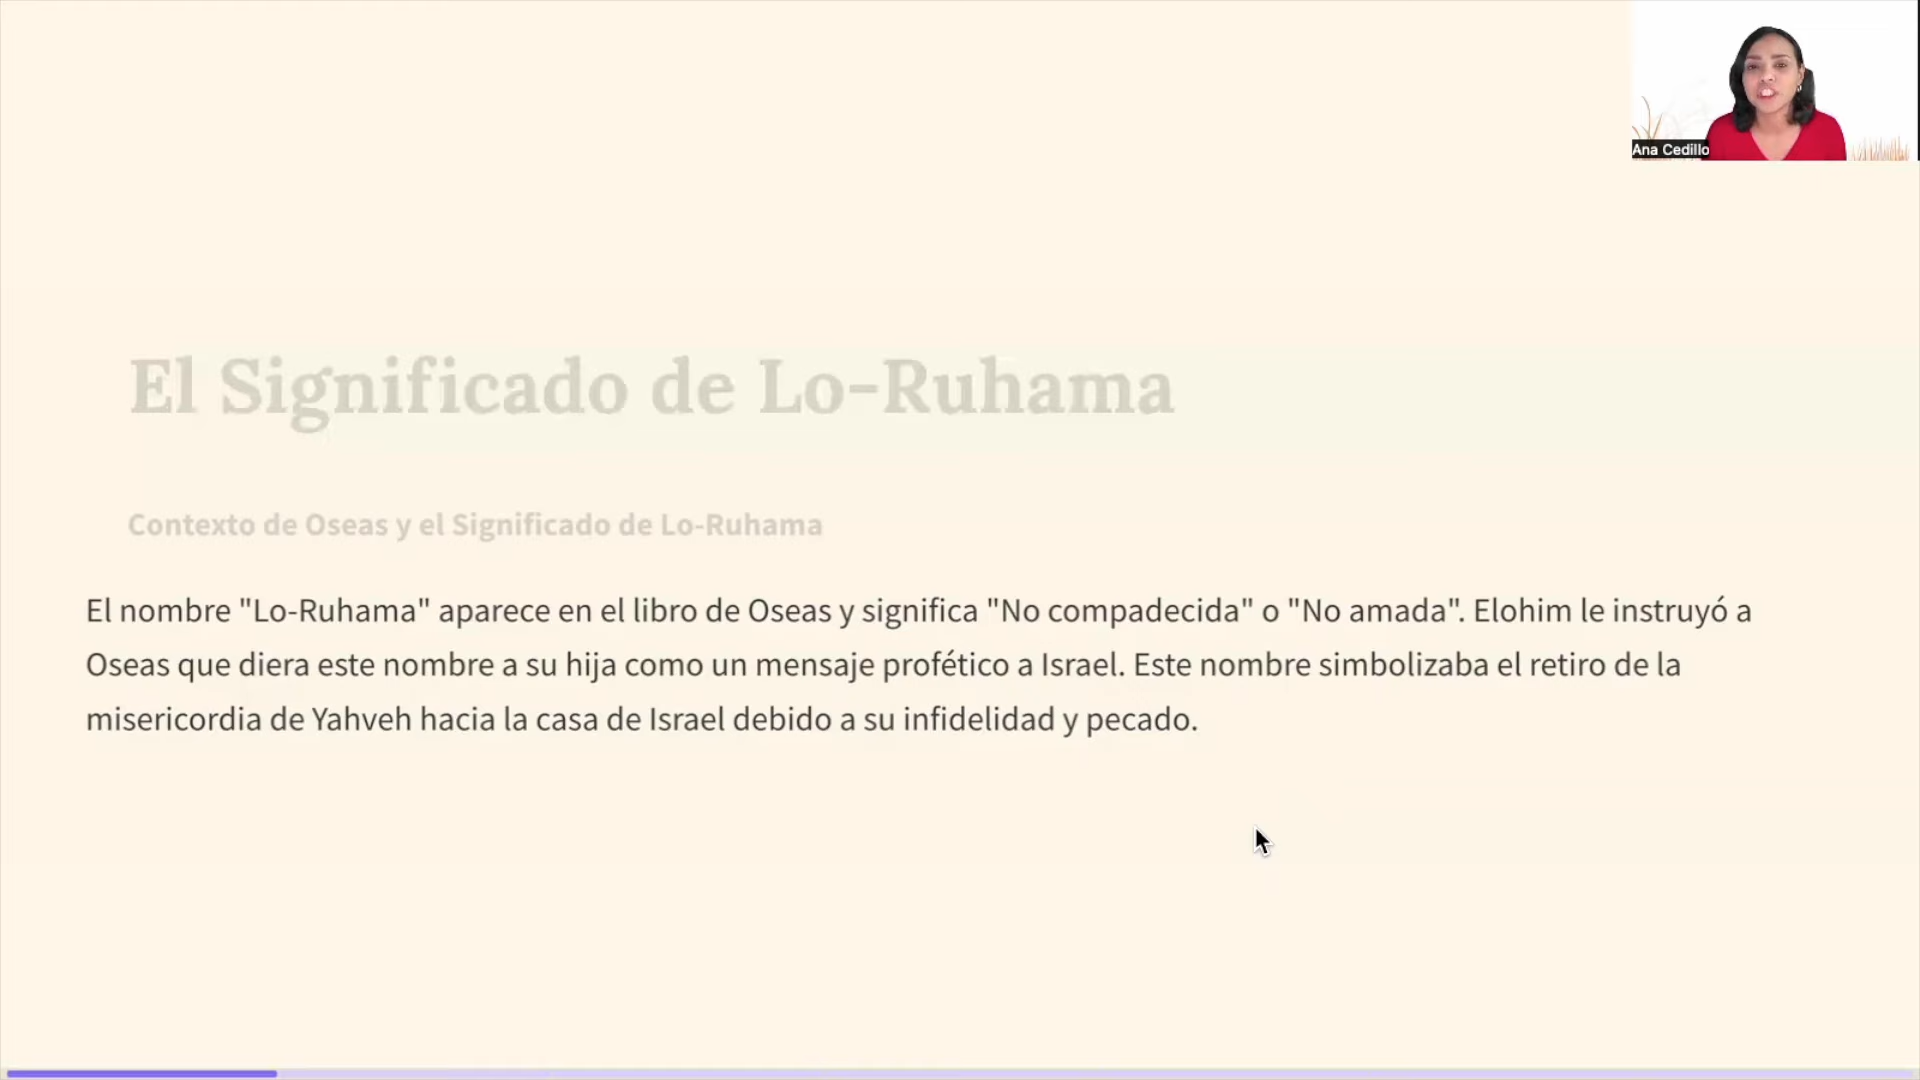 Ana Cedillo
El Significado de Lo-Ruhama
Contexto de Oseas y el Significado de Lo-Ruhama
El nombre "Lo-Ruhama" aparece en el libro de Oseas y significa "No compadecida" o "No amada". Elohim le instruyó a
Oseas que diera este nombre a su hija como un mensaje profético a Israel. Este nombre simbolizaba el retiro de la
misericordia de Yahveh hacia la casa de Israel debido a su infidelidad y pecado.